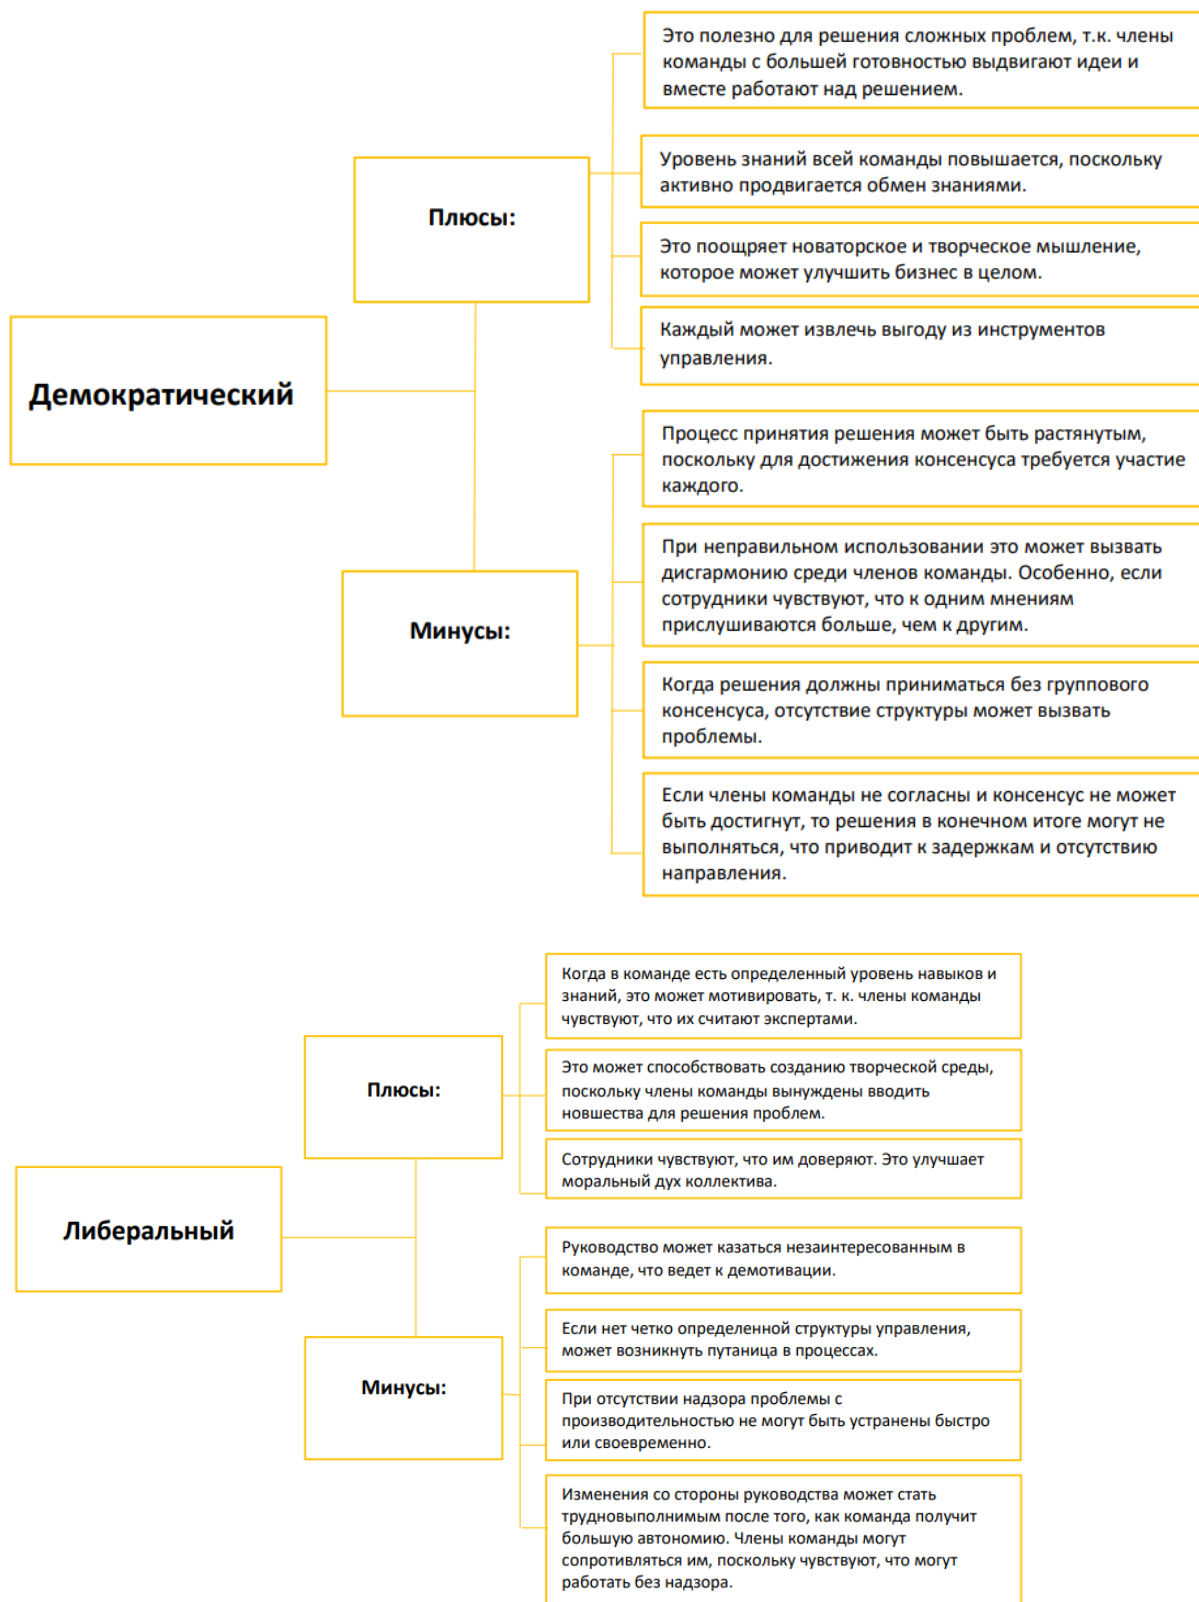 Демократический
Плюсы:
Это полезно для решения сложных проблем, т.к. члены
команды с большей готовностью выдвигают идеи и
вместе работают над решением.
Уровень знаний всей команды повышается, поскольку
активно продвигается обмен знаниями.
Это поощряет новаторское и творческое мышление,
которое может улучшить бизнес в целом.
Каждый может извлечь выгоду из инструментов
управления.
Минусы:
Процесс принятия решения может быть растянутым,
поскольку для достижения консенсуса требуется участие
каждого.
При неправильном использовании это может вызвать
дисгармонию среди членов команды. Особенно, если
сотрудники чувствуют, что к одним мнениям
прислушиваются больше, чем к другим.
Когда решения должны приниматься без группового
консенсуса, отсутствие структуры может вызвать
проблемы.
Если члены команды не согласны и консенсус не может
быть достигнут, то решения в конечном итоге могут не
выполняться, что приводит к задержкам и отсутствию
направления.
Либеральный
Плюсы:
Когда в команде есть определенный уровень навыков и
знаний, это может мотивировать, т. к. члены команды
чувствуют, что их считают экспертами.
Это может способствовать созданию творческой среды,
поскольку члены команды вынуждены вводить
новшества для решения проблем.
Сотрудники чувствуют, что им доверяют. Это улучшает
моральный дух коллектива.
Минусы:
Руководство может казаться незаинтересованным в
команде, что ведет к демотивации.
Если нет четко определенной структуры управления,
может возникнуть путаница в процессах.
При отсутствии надзора проблемы с
производительностью не могут быть устранены быстро
или своевременно.
Изменения со стороны руководства может стать
трудновыполнимым после того, как команда получит
большую автономию. Члены команды могут
сопротивляться им, поскольку чувствуют, что могут
работать без надзора.